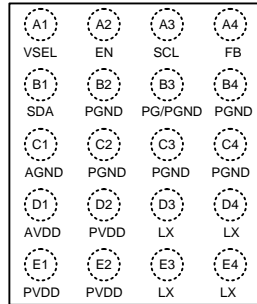 A1 A2 A3 A4
VSEL EN SCL FB
B1 B2 B3 B4
SDA PGND PG/PGND PGND
C1 C2 C3 C4
AGND PGND PGND PGND
D1 D2 D3 D4
AVDD PVDD LX LX
E1 E2 E3 E4
PVDD PVDD LX LX